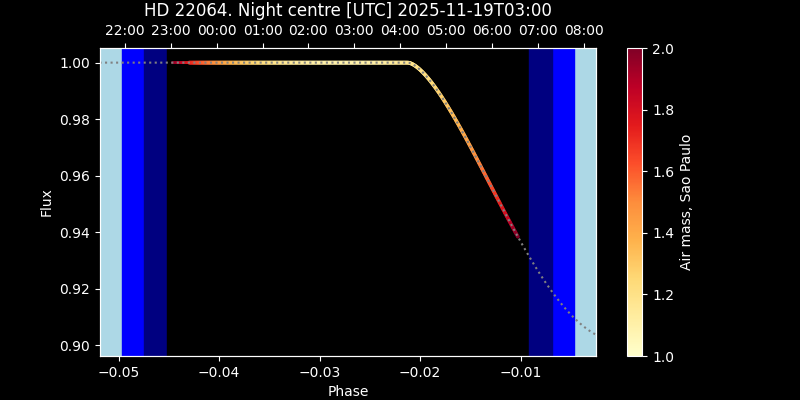 HD 22064. Night centre [UTC] 2025-11-19T03:00
22:00 23:00 00:00 01:00 02:00 03:00 04:00 05:00 06:00 07:00 08:00
1.00
0.98
0.96
0.94
0.92
0.90
Flux
−0.05 −0.04 −0.03 −0.02 −0.01
Phase
2.0
1.8
1.6
1.4
1.2
1.0
Air mass, Sao Paulo